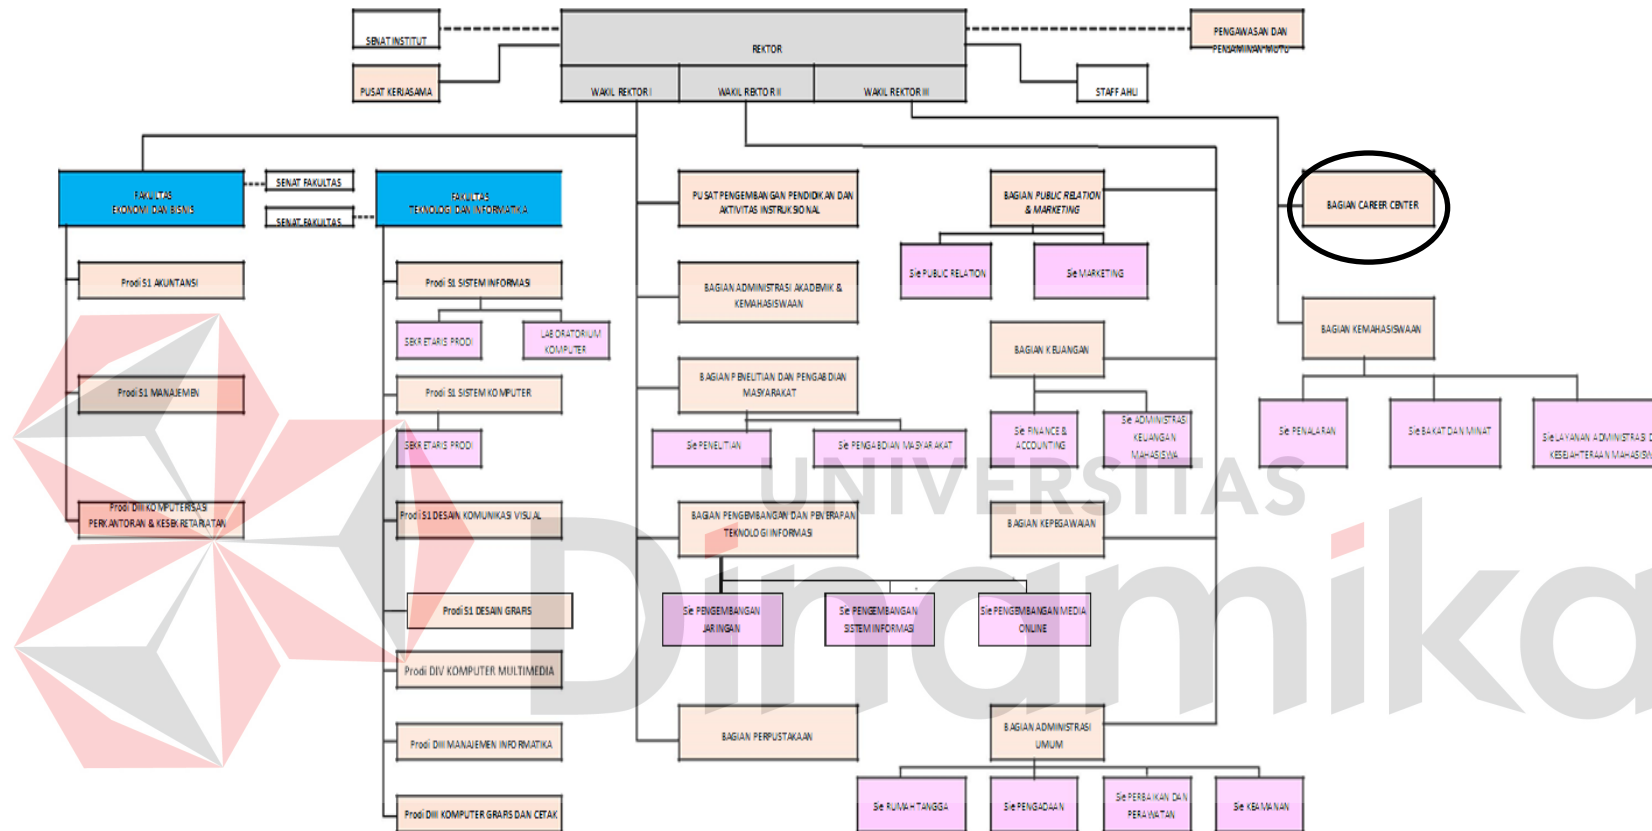 SENAT INSTITUT
REKTOR
PENGAWASAN DAN
PENJAMINAN MUTU
PUSAT KERJASAMA
WAKIL REKTOR I
WAKIL REKTOR II
WAKIL REKTOR III
STAFF AHLI
FAKULTAS
EKONOMI DAN BISNIS
SENAT FAKULTAS
SENAT FAKULTAS
FAKULTAS
TEKNOLOGI DAN INFORMATIKA
PUSAT PENGEMBANGAN PENDIDIKAN DAN
AKTIVITAS INSTRUKSIONAL
BAGIAN PUBLIC RELATION
& MARKETING
BAGIAN CAREER CENTER
Sie PUBLIC RELATION
Sie MARKETING
Prodi S1 AKUNTANSI
Prodi S1 SISTEM INFORMASI
BAGIAN ADMINISTRASI AKADEMIK &
KEMAHASISWAAN
SEKRETARIS PRODI
LABORATORIUM
KOMPUTER
BAGIAN KEUANGAN
BAGIAN KEMAHASISWAAN
Prodi S1 MANAJEMEN
Prodi S1 SISTEM KOMPUTER
BAGIAN PENELITIAN DAN PENGABDIAN
MASYARAKAT
SEKRETARIS PRODI
Sie PENELITIAN
Sie PENGABDIAN MASYARAKAT
Sie FINANCE &
ACCOUNTING
Sie ADMINISTRASI
KEUANGAN
MAHASISWA
Sie PENALARAN
Sie BAKAT DAN MINAT
Sie LAYANAN ADMINISTRASI D
KESEJAHTERAAN MAHASISW
UNIVERSITAS
Dinamika
Prodi DIII KOMPUTERISASI
PERKANTORAN & KESEKRETARIATAN
Prodi S1 DESAIN KOMUNIKASI VISUAL
BAGIAN PENGEMBANGAN DAN PENERAPAN
TEKNOLOGI INFORMASI
BAGIAN KEPEGAWAIAN
Prodi S1 DESAIN GRAFIS
Sie PENGEMBANGAN
JARINGAN
Sie PENGEMBANGAN
SISTEM INFORMASI
Sie PENGEMBANGAN MEDIA
ONLINE
Prodi DIV KOMPUTER MULTIMEDIA
Prodi DIII MANAJEMEN INFORMATIKA
BAGIAN PERPUSTAKAAN
BAGIAN ADMINISTRASI
UMUM
Prodi DIII KOMPUTER GRAFIS DAN CETAK
Sie RUMAH TANGGA
Sie PENGADAAN
Sie PERBAIKAN DAN
PERAWATAN
Sie KEAMANAN